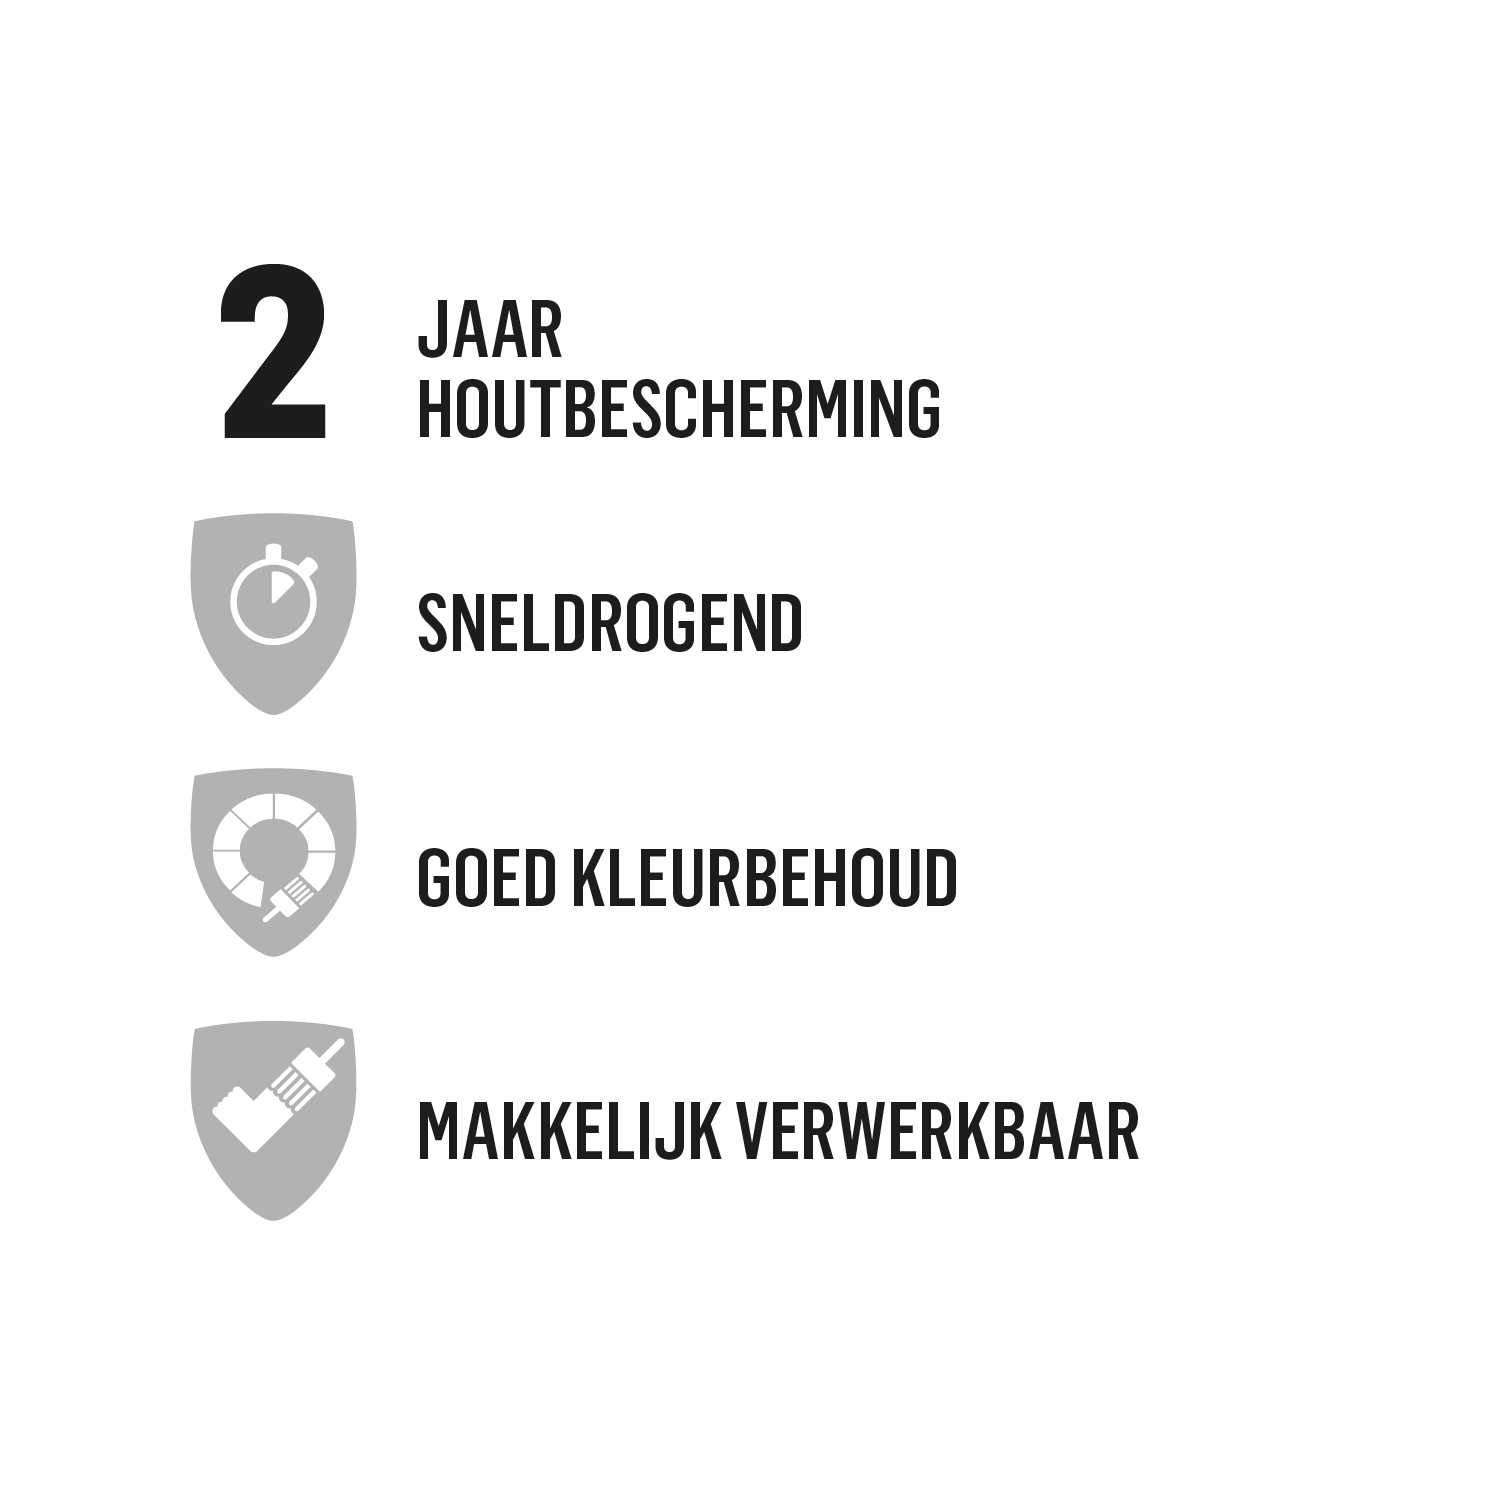 2 JAAR
HOUTBESCHERMING
SNELDROGEND
GOED KLEURBEHOUD
MAKKELIJK VERWERKBAAR